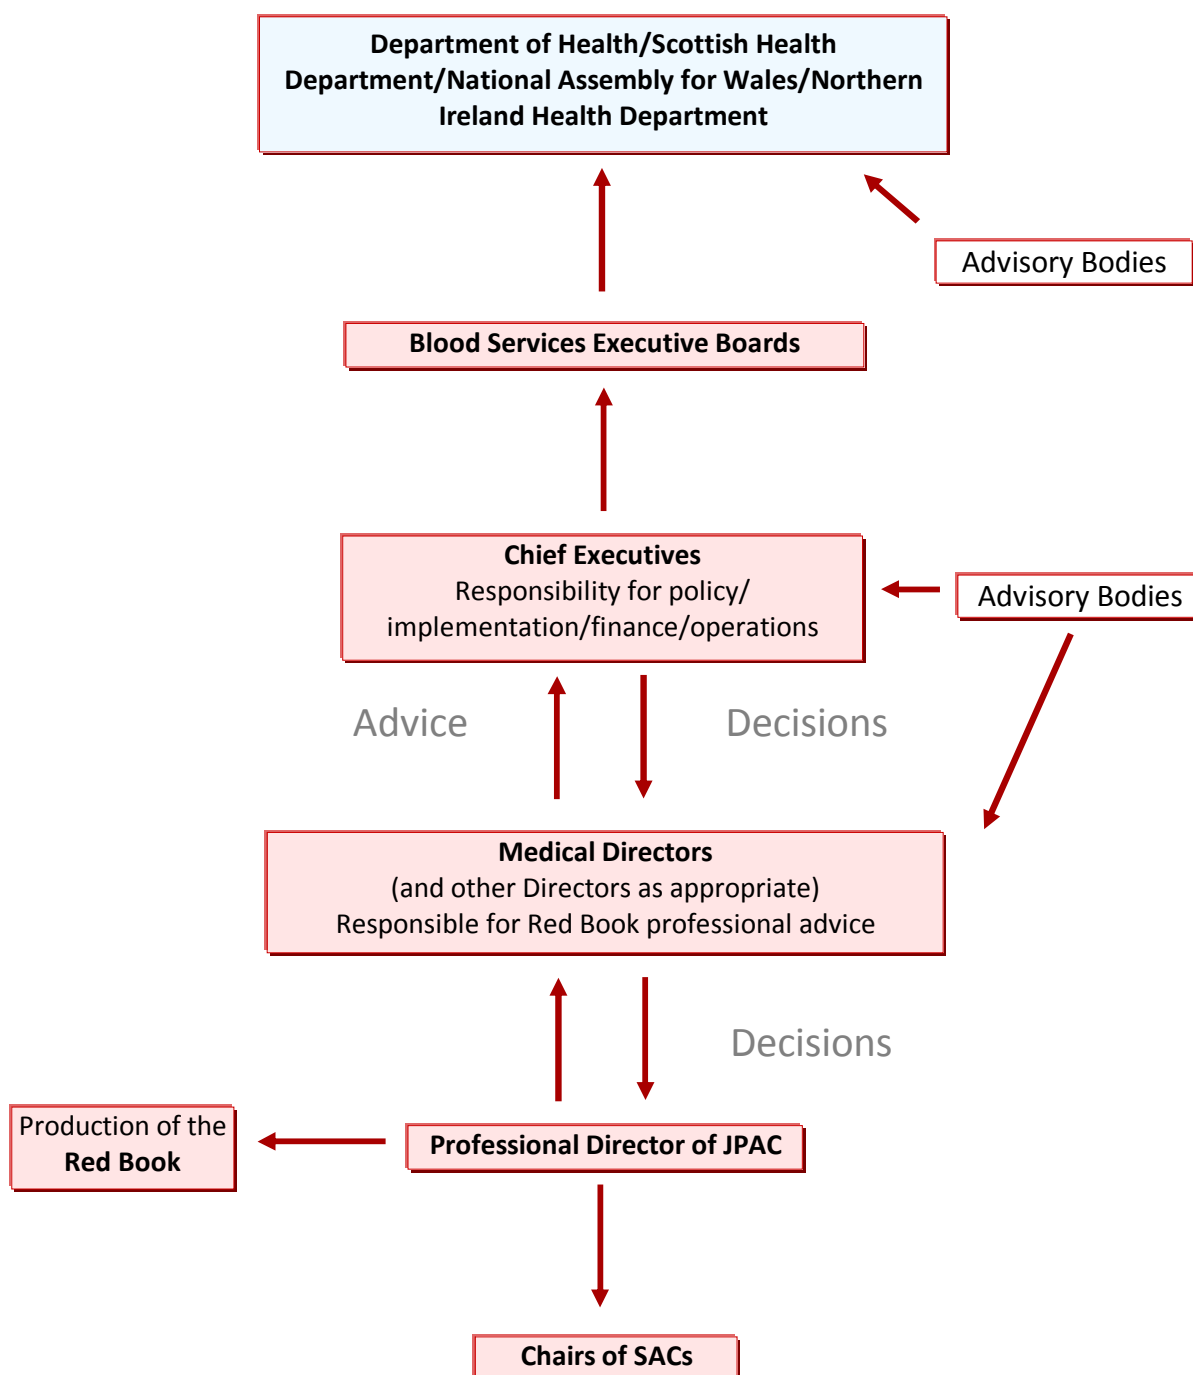 Department of Health/Scottish Health
Department/National Assembly for Wales/Northern
Ireland Health Department
Advisory Bodies
Blood Services Executive Boards
Chief Executives
Responsibility for policy/
implementation/finance/operations
Advisory Bodies
Advice
Decisions
Medical Directors
(and other Directors as appropriate)
Responsible for Red Book professional advice
Decisions
Production of the
Red Book
Professional Director of JPAC
Chairs of SACs